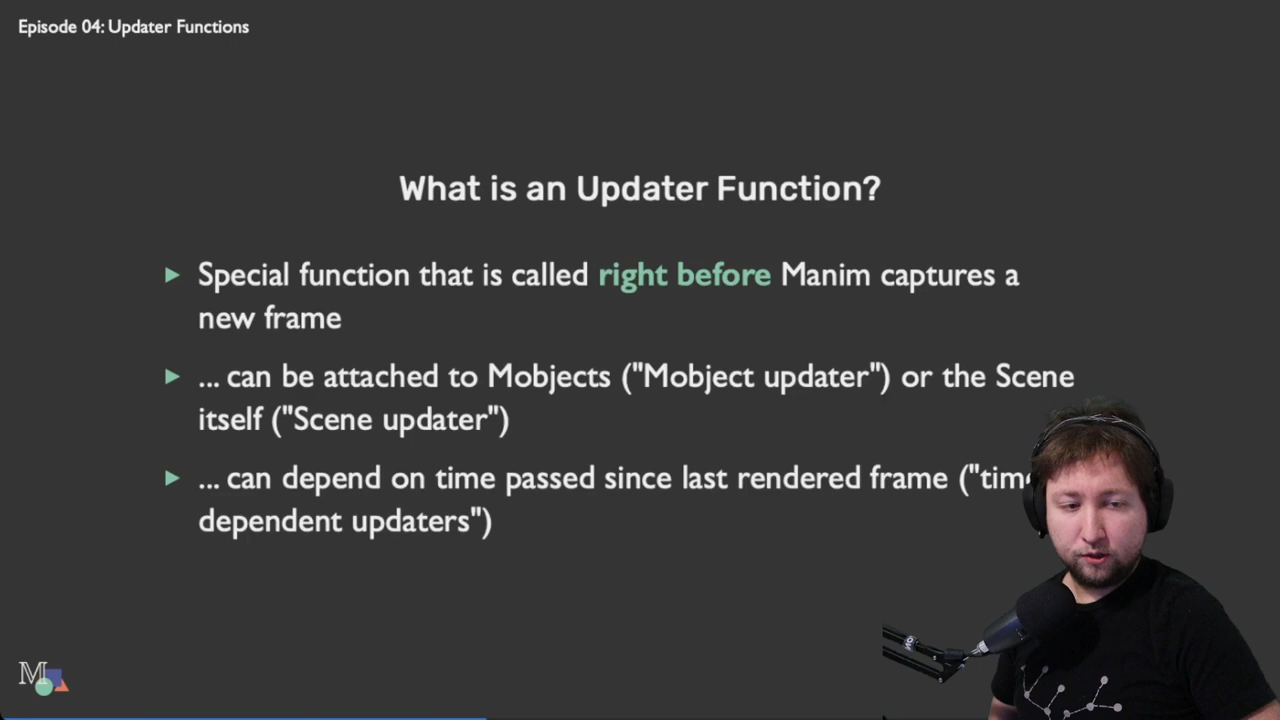 Episode 04: Updater Functions
What is an Updater Function?
Special function that is called right before Manim captures a
new frame
... can be attached to Mobjects ("Mobject updater") or the Scene
itself ("Scene updater")
... can depend on time passed since last rendered frame ("time
dependent updaters")
M